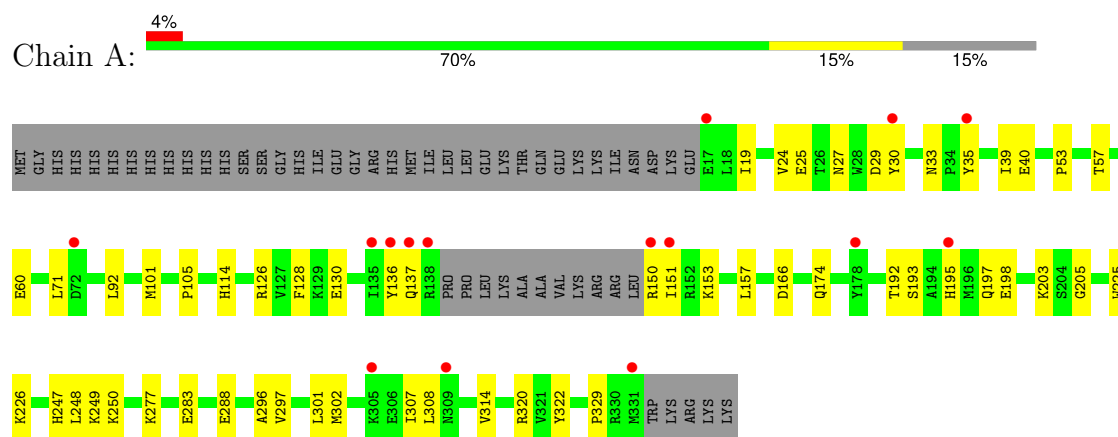 Chain A:
4%
70% 15% 15%
MET GLY HIS HIS HIS HIS HIS HIS HIS HIS HIS HIS SER SER GLY HIS ILE GLU GLY ARG HIS MET ILE LEU LEU GLU LYS THR GLN GLU LYS LYS ILE ASN ASP LYS GLU E17 L18 I19 V24 E25 T26 N27 W28 D29 Y30 N33 P34 Y35 I39 E40 P53 T57
E60 L71 D72 L92 M101 P105 H114 R126 V127 F128 K129 E130 I135 Y136 Q137 R138 PRO PRO LEU LYS ALA ALA VAL LYS ARG ARG LEU R150 I151 R152 K153 L157 D166 Q174 Y178 T192 S193 A194 H195 M196 Q197 E198 K203 S204 G205 W225
K226 H247 L248 K249 K250 K277 E283 E288 A296 V297 L301 M302 K305 E306 I307 L308 N309 V314 R320 V321 Y322 P329 R330 M331 TRP LYS ARG LYS LYS